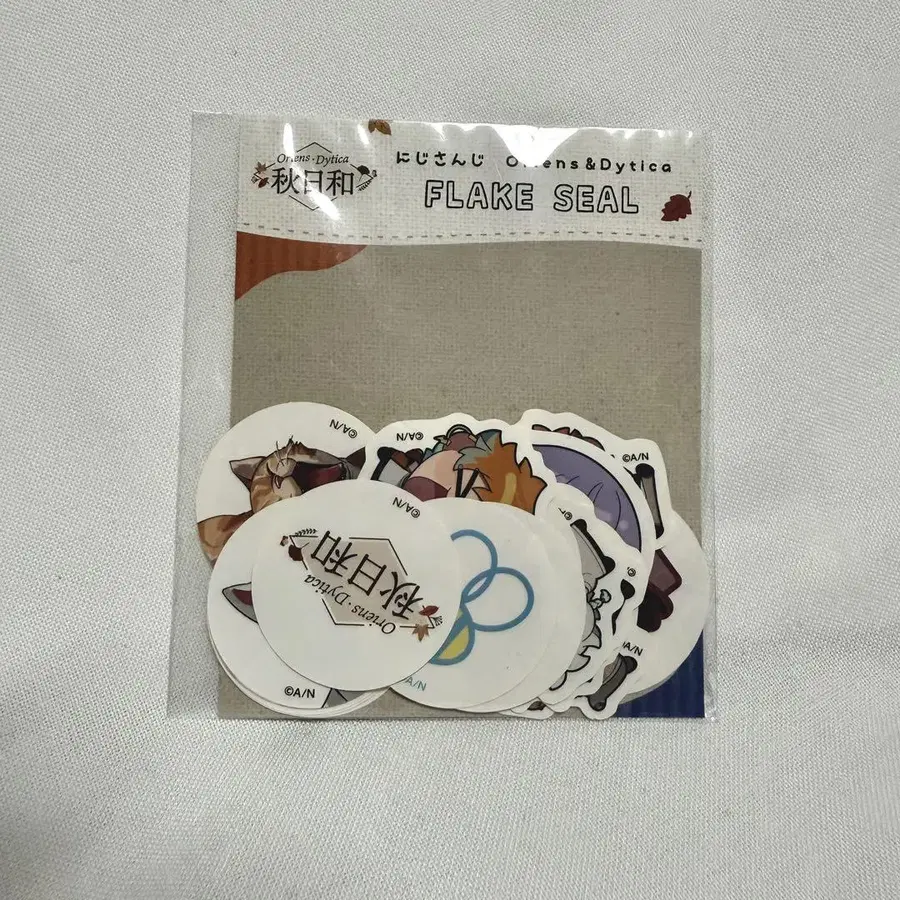 Oriens・Dytica
秋日和
にじさんじ Oriens&Dytica
FLAKE SEAL
©A/N
©A/N
©A/N
©A/N
秋日和
Oriens・Dytica
©A/N
A/N
A/N